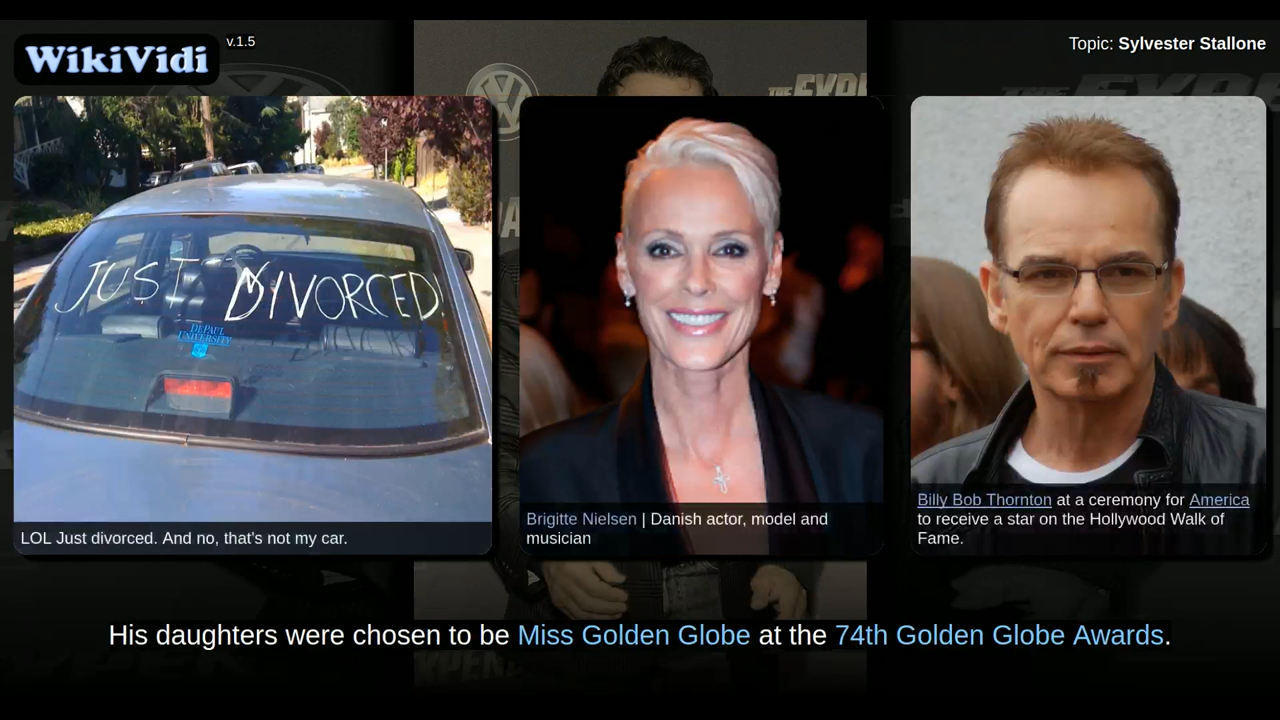 WikiVidi
v.1.5
Topic: Sylvester Stallone
THE EXPE
JUST DIVORCED!
DEPAUL
UNIVERSITY
LOL Just divorced. And no, that's not my car.
Brigitte Nielsen | Danish actor, model and
musician
Billy Bob Thornton at a ceremony for America
to receive a star on the Hollywood Walk of
Fame.
His daughters were chosen to be Miss Golden Globe at the 74th Golden Globe Awards.